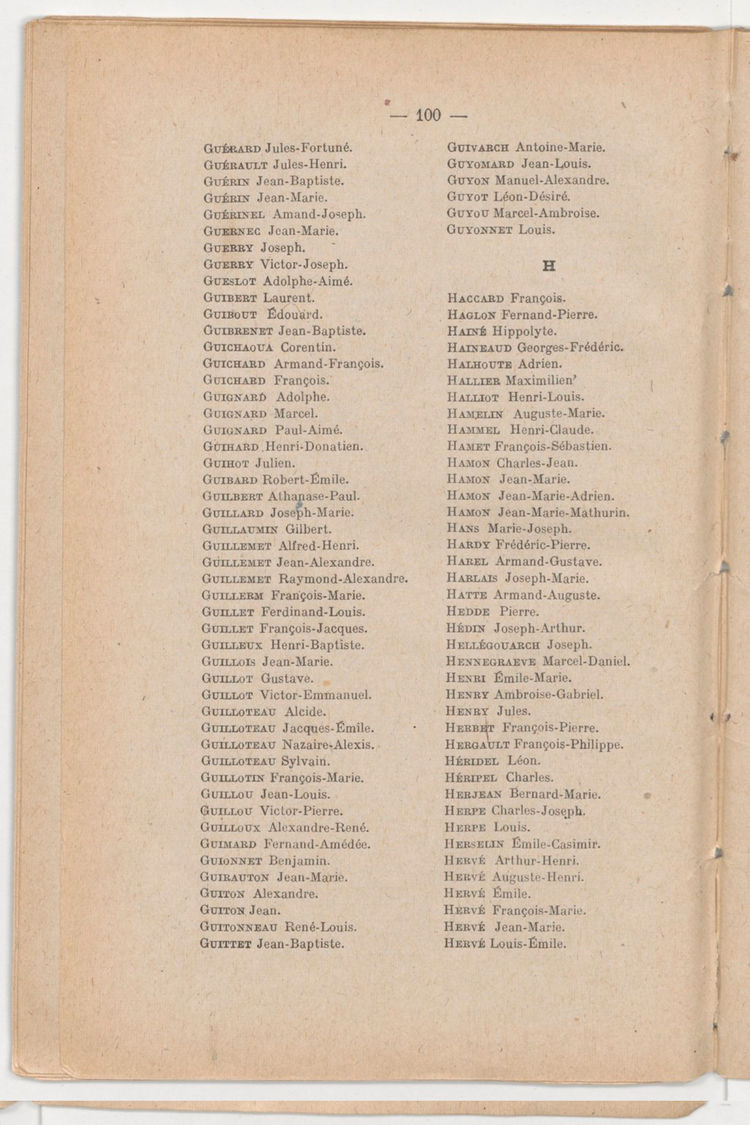 — 100 —
GUÉRARD Jules-Fortuné.
GUÉRAULT Jules-Henri.
GUÉRIN Jean-Baptiste.
GUÉRIN Jean-Marie.
GUÉRINEL Amand-Joseph.
GUERNEC Jean-Marie.
GUERRY Joseph.
GUERRY Victor-Joseph.
GUESLOT Adolphe-Aimé.
GUIBERT Laurent.
GUIBOUT Édouard.
GUIBRENET Jean-Baptiste.
GUICHAOUA Corentin.
GUICHARD Armand-François.
GUICHARD François.
GUIGNARD Adolphe.
GUIGNARD Marcel.
GUIGNARD Paul-Aimé.
GUIHARD Henri-Donatien.
GUIHOT Julien.
GUIBARD Robert-Émile.
GUILBERT Athanase-Paul.
GUILLARD Joseph-Marie.
GUILLAUMIN Gilbert.
GUILLEMET Alfred-Henri.
GUILLEMET Jean-Alexandre.
GUILLEMET Raymond-Alexandre.
GUILLERM François-Marie.
GUILLET Ferdinand-Louis.
GUILLET François-Jacques.
GUILLEUX Henri-Baptiste.
GUILLOIS Jean-Marie.
GUILLOT Gustave.
GUILLOT Victor-Emmanuel.
GUILLOTEAU Alcide.
GUILLOTEAU Jacques-Émile.
GUILLOTEAU Nazaire-Alexis.
GUILLOTEAU Sylvain.
GUILLOTIN François-Marie.
GUILLOU Jean-Louis.
GUILLOU Victor-Pierre.
GUILLOUX Alexandre-René.
GUIMARD Fernand-Amédée.
GUIONNET Benjamin.
GUIRAUTON Jean-Marie.
GUITON Alexandre.
GUITON Jean.
GUITONNEAU René-Louis.
GUITTET Jean-Baptiste.
GUIVARCH Antoine-Marie.
GUYOMARD Jean-Louis.
GUYON Manuel-Alexandre.
GUYOT Léon-Désiré.
GUYOU Marcel-Ambroise.
GUYONNET Louis.
H
HACCARD François.
HAGLON Fernand-Pierre.
HAINÉ Hippolyte.
HAINEAUD Georges-Frédéric.
HALHOUTE Adrien.
HALLIER Maximilien
HALLIOT Henri-Louis.
HAMELIN Auguste-Marie.
HAMMEL Henri-Claude.
HAMET François-Sébastien.
HAMON Charles-Jean.
HAMON Jean-Marie.
HAMON Jean-Marie-Adrien.
HAMON Jean-Marie-Mathurin.
HANS Marie-Joseph.
HARDY Frédéric-Pierre.
HAREL Armand-Gustave.
HARLAIS Joseph-Marie.
HATTE Armand-Auguste.
HEDDE Pierre.
HÉDIN Joseph-Arthur.
HELLÉGOUARCH Joseph.
HENNEGRAEVE Marcel-Daniel.
HENRI Émile-Marie.
HENRY Ambroise-Gabriel.
HENRY Jules.
HERBET François-Pierre.
HERGAULT François-Philippe.
HÉRIDEL Léon.
HÉRIPEL Charles.
HERJEAN Bernard-Marie.
HERPE Charles-Joseph.
HERPE Louis.
HERSELIN Émile-Casimir.
HERVÉ Arthur-Henri.
HERVÉ Auguste-Henri.
HERVÉ Émile.
HERVÉ François-Marie.
HERVÉ Jean-Marie.
HERVÉ Louis-Émile.